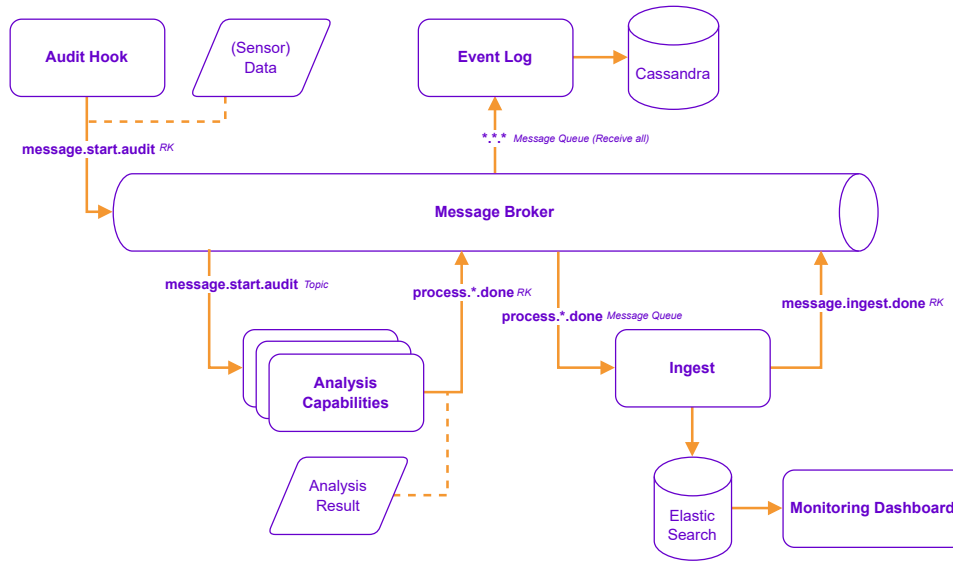 Audit Hook
(Sensor)
Data
Event Log
Cassandra
*.*.* Message Queue (Receive all)
message.start.audit RK
Message Broker
message.start.audit Topic
process.*.done RK
process.*.done Message Queue
message.ingest.done RK
Analysis
Capabilities
Ingest
Analysis
Result
Elastic
Search
Monitoring Dashboard